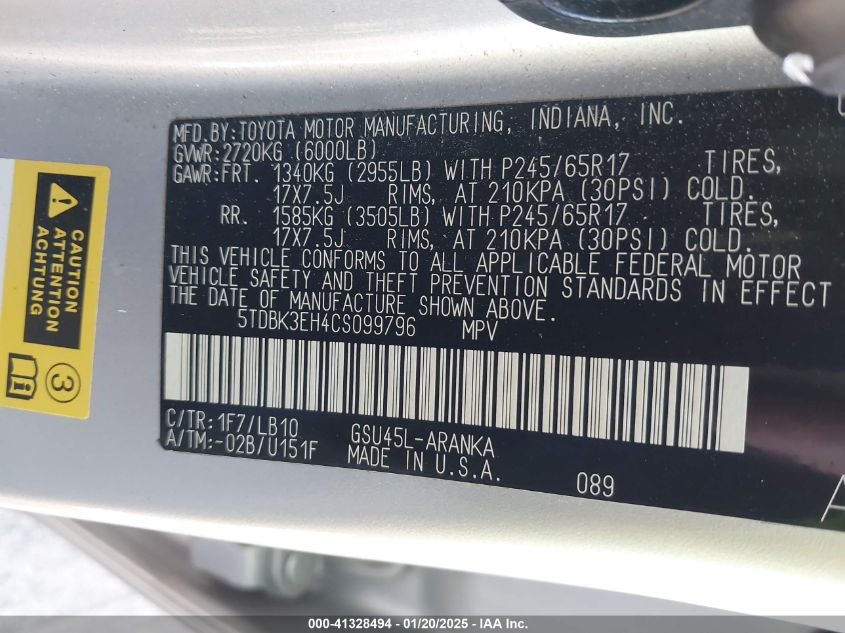 MFD. BY: TOYOTA MOTOR MANUFACTURING, INDIANA, INC.
GVWR: 2720KG (6000LB)
GAWR: FRT. 1340KG (2955LB) WITH P245/65R17 TIRES,
17X7.5J RIMS, AT 210KPA (30PSI) COLD.
RR. 1585KG (3505LB) WITH P245/65R17 TIRES,
17X7.5J RIMS, AT 210KPA (30PSI) COLD.
THIS VEHICLE CONFORMS TO ALL APPLICABLE FEDERAL MOTOR
VEHICLE SAFETY AND THEFT PREVENTION STANDARDS IN EFFECT
THE DATE OF MANUFACTURE SHOWN ABOVE.
5TDBK3EH4CS099796 MPV
C/TR: 1F7/LB10 GSU45L-ARANKA
A/TM: -02B/U151F MADE IN U.S.A.
089
CAUTION
ATTENTION
ACHTUNG
3
000-41328494 - 01/20/2025 - IAA Inc.